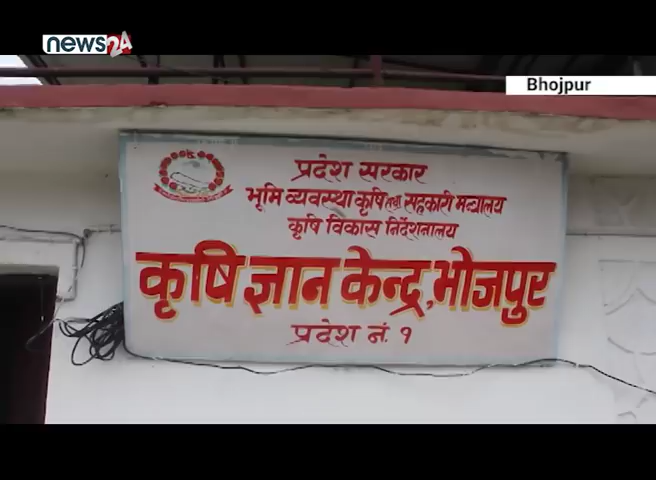 news24
Bhojpur
प्रदेश सरकार
भूमि व्यवस्था कृषि तथा सहकारी मन्त्रालय
कृषि विकास निर्देशनालय
कृषि ज्ञान केन्द्र,भोजपुर
प्रदेश नं. १